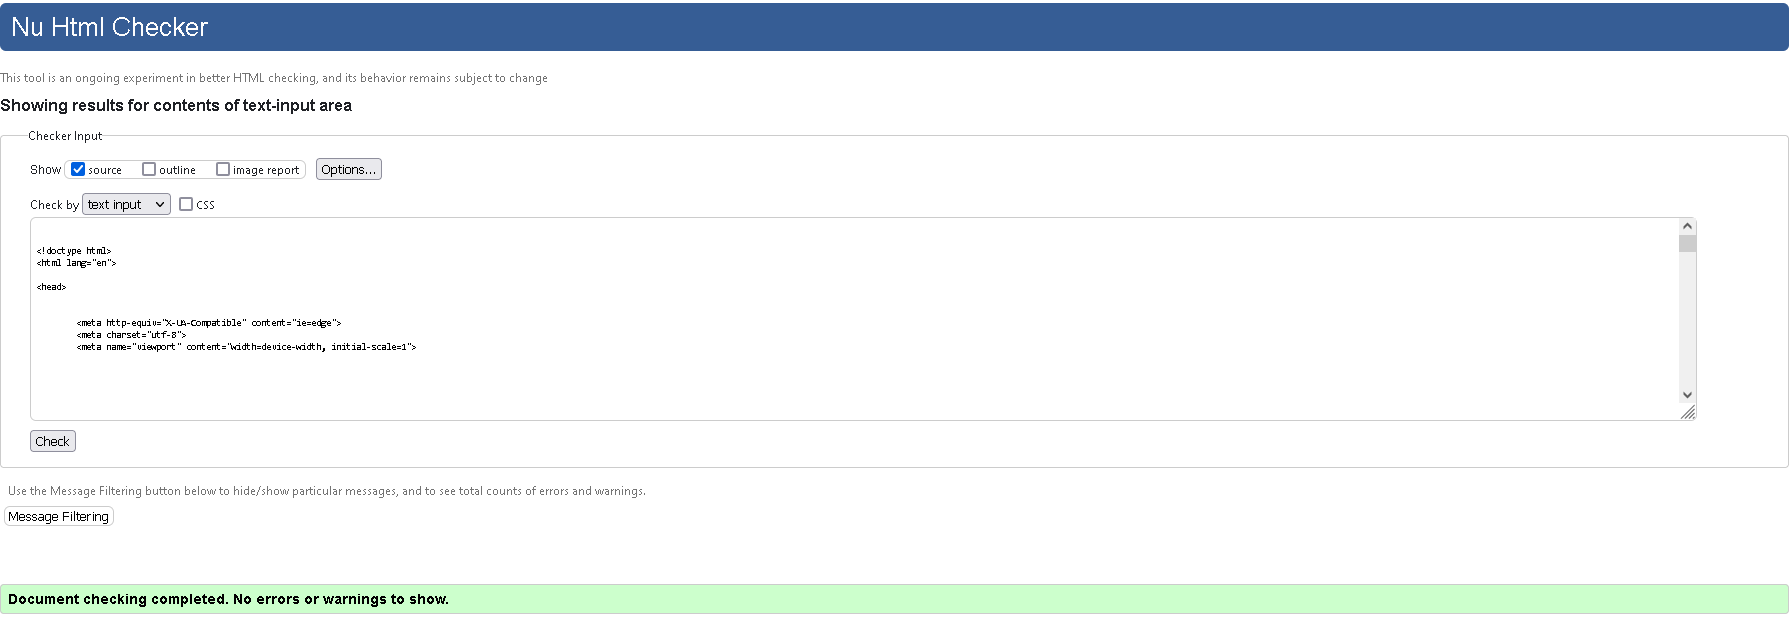 Nu Html Checker
This tool is an ongoing experiment in better HTML checking, and its behavior remains subject to change
Showing results for contents of text-input area
Checker Input
Show source outline image report Options...
Check by text input CSS
<!doctype html>
<html lang="en">
<head>
<meta http-equiv="X-UA-Compatible" content="ie=edge">
<meta charset="utf-8">
<meta name="viewport" content="width=device-width, initial-scale=1">
Check
Use the Message Filtering button below to hide/show particular messages, and to see total counts of errors and warnings.
Message Filtering
Document checking completed. No errors or warnings to show.